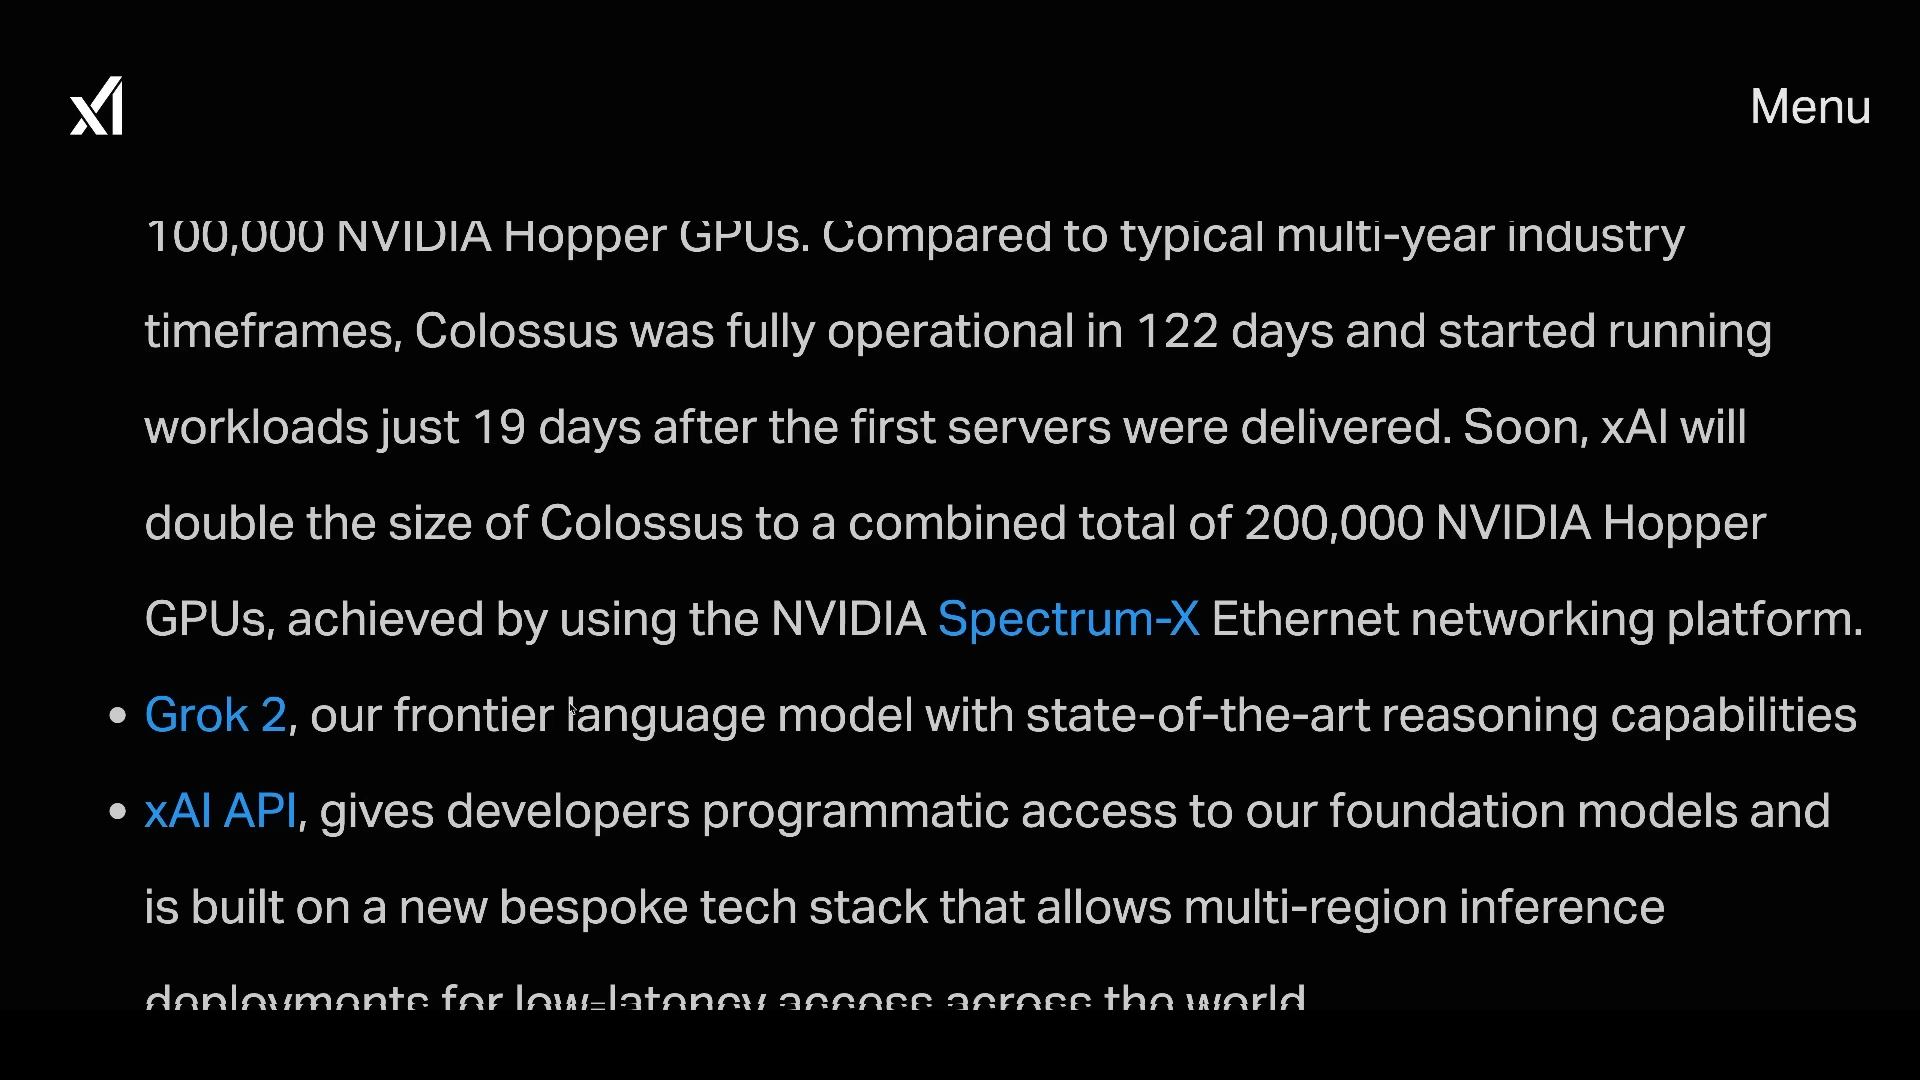 xI
Menu
100,000 NVIDIA Hopper GPUs. Compared to typical multi-year industry
timeframes, Colossus was fully operational in 122 days and started running
workloads just 19 days after the first servers were delivered. Soon, xAI will
double the size of Colossus to a combined total of 200,000 NVIDIA Hopper
GPUs, achieved by using the NVIDIA Spectrum-X Ethernet networking platform.
• Grok 2, our frontier language model with state-of-the-art reasoning capabilities
• xAI API, gives developers programmatic access to our foundation models and
is built on a new bespoke tech stack that allows multi-region inference
deployments for low-latency access across the world